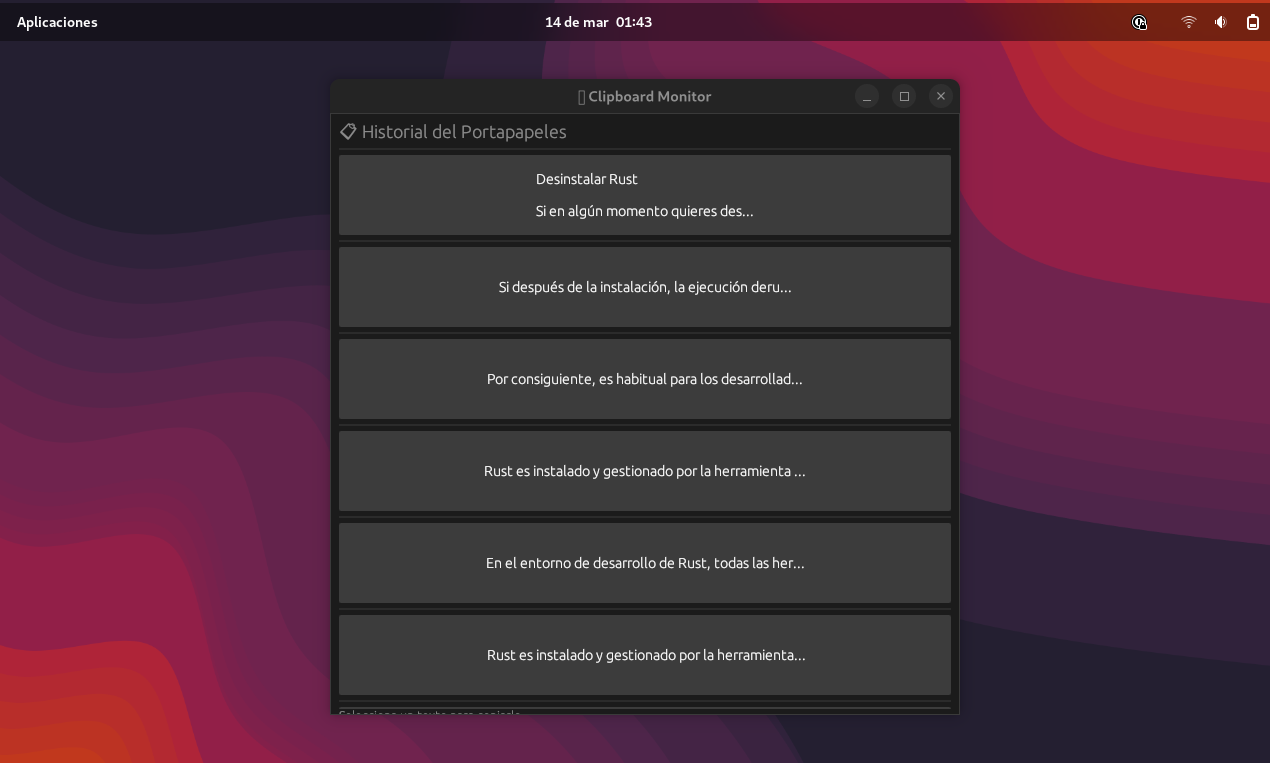 Aplicaciones
14 de mar 01:43
Clipboard Monitor
Historial del Portapapeles
Desinstalar Rust
Si en algún momento quieres des...
Si después de la instalación, la ejecución deru...
Por consiguiente, es habitual para los desarrollad...
Rust es instalado y gestionado por la herramienta ...
En el entorno de desarrollo de Rust, todas las her...
Rust es instalado y gestionado por la herramienta...